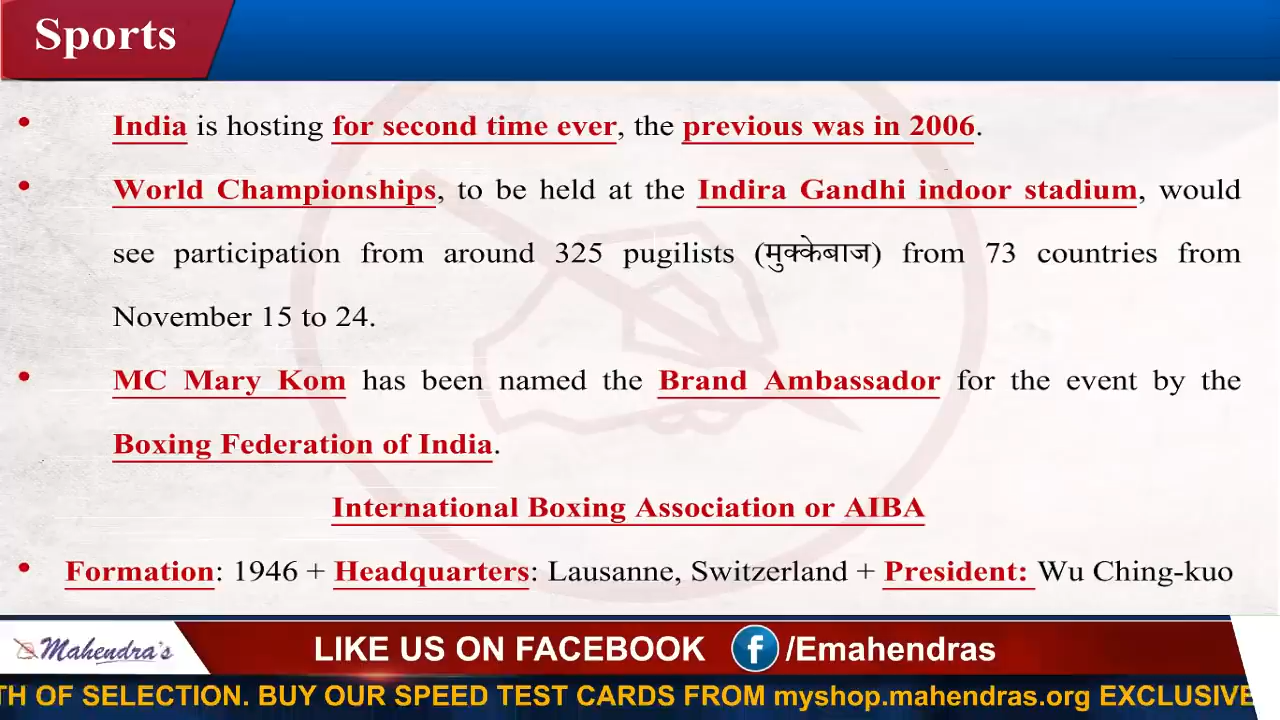 Sports
• India is hosting for second time ever, the previous was in 2006.
• World Championships, to be held at the Indira Gandhi indoor stadium, would
see participation from around 325 pugilists (मुक्केबाज) from 73 countries from
November 15 to 24.
• MC Mary Kom has been named the Brand Ambassador for the event by the
Boxing Federation of India.
International Boxing Association or AIBA
• Formation: 1946 + Headquarters: Lausanne, Switzerland + President: Wu Ching-kuo
Mahendra's
LIKE US ON FACEBOOK f /Emahendras
TH OF SELECTION. BUY OUR SPEED TEST CARDS FROM myshop.mahendras.org EXCLUSIVE